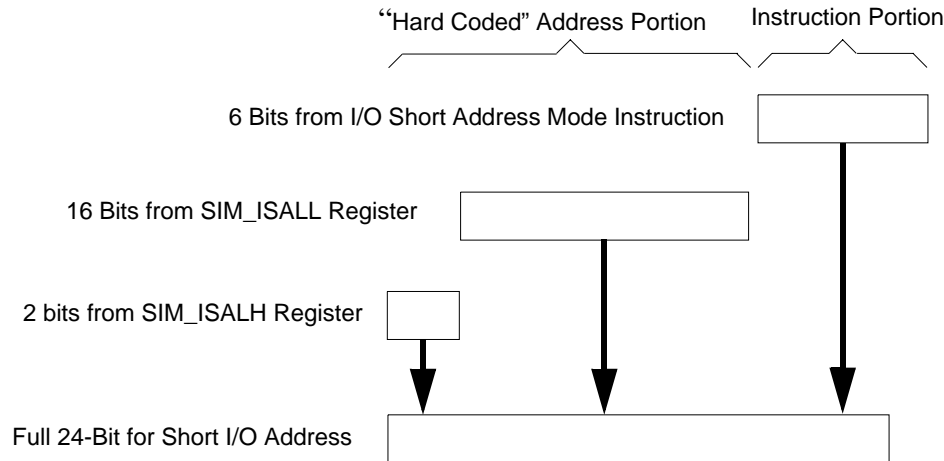 “Hard Coded” Address Portion
Instruction Portion
6 Bits from I/O Short Address Mode Instruction
16 Bits from SIM_ISALL Register
2 bits from SIM_ISALH Register
Full 24-Bit for Short I/O Address